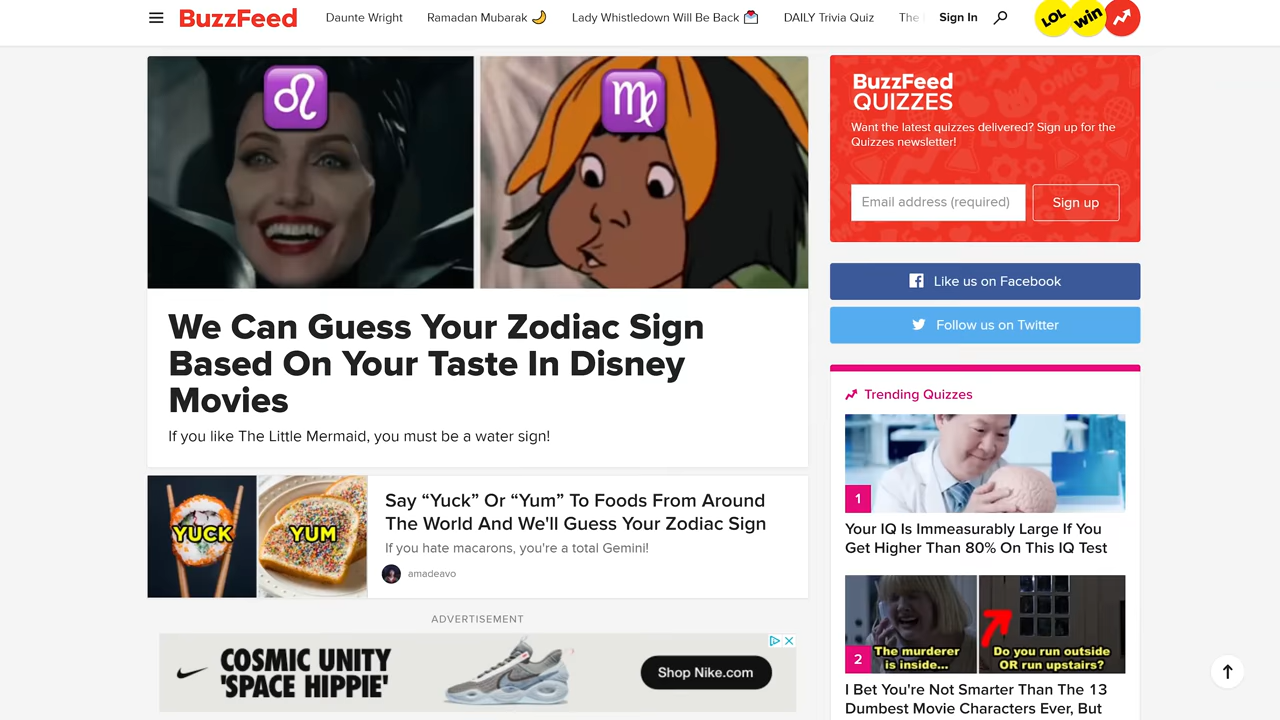 BuzzFeed
Daunte Wright
Ramadan Mubarak 🌙
Lady Whistledown Will Be Back 💌
DAILY Trivia Quiz
The
Sign In
LOL
win
♌
♍
We Can Guess Your Zodiac Sign
Based On Your Taste In Disney
Movies
If you like The Little Mermaid, you must be a water sign!
YUCK
YUM
Say “Yuck” Or “Yum” To Foods From Around
The World And We'll Guess Your Zodiac Sign
If you hate macarons, you're a total Gemini!
amadeavo
ADVERTISEMENT
COSMIC UNITY
'SPACE HIPPIE'
Shop Nike.com
BuzzFeed
QUIZZES
Want the latest quizzes delivered? Sign up for the
Quizzes newsletter!
Email address (required)
Sign up
Like us on Facebook
Follow us on Twitter
Trending Quizzes
1
Your IQ Is Immeasurably Large If You
Get Higher Than 80% On This IQ Test
2
The murderer
is inside...
Do you run outside
OR run upstairs?
I Bet You're Not Smarter Than The 13
Dumbest Movie Characters Ever, But